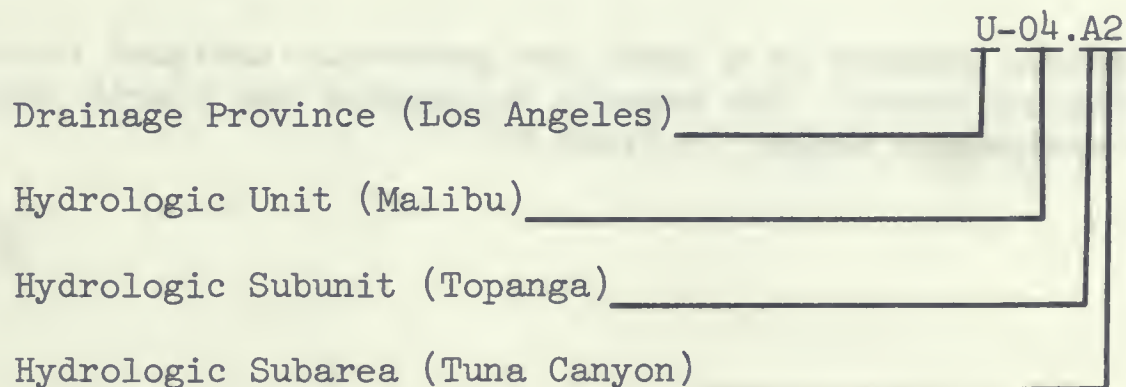 U-04.A2
Drainage Province (Los Angeles)
Hydrologic Unit (Malibu)
Hydrologic Subunit (Topanga)
Hydrologic Subarea (Tuna Canyon)